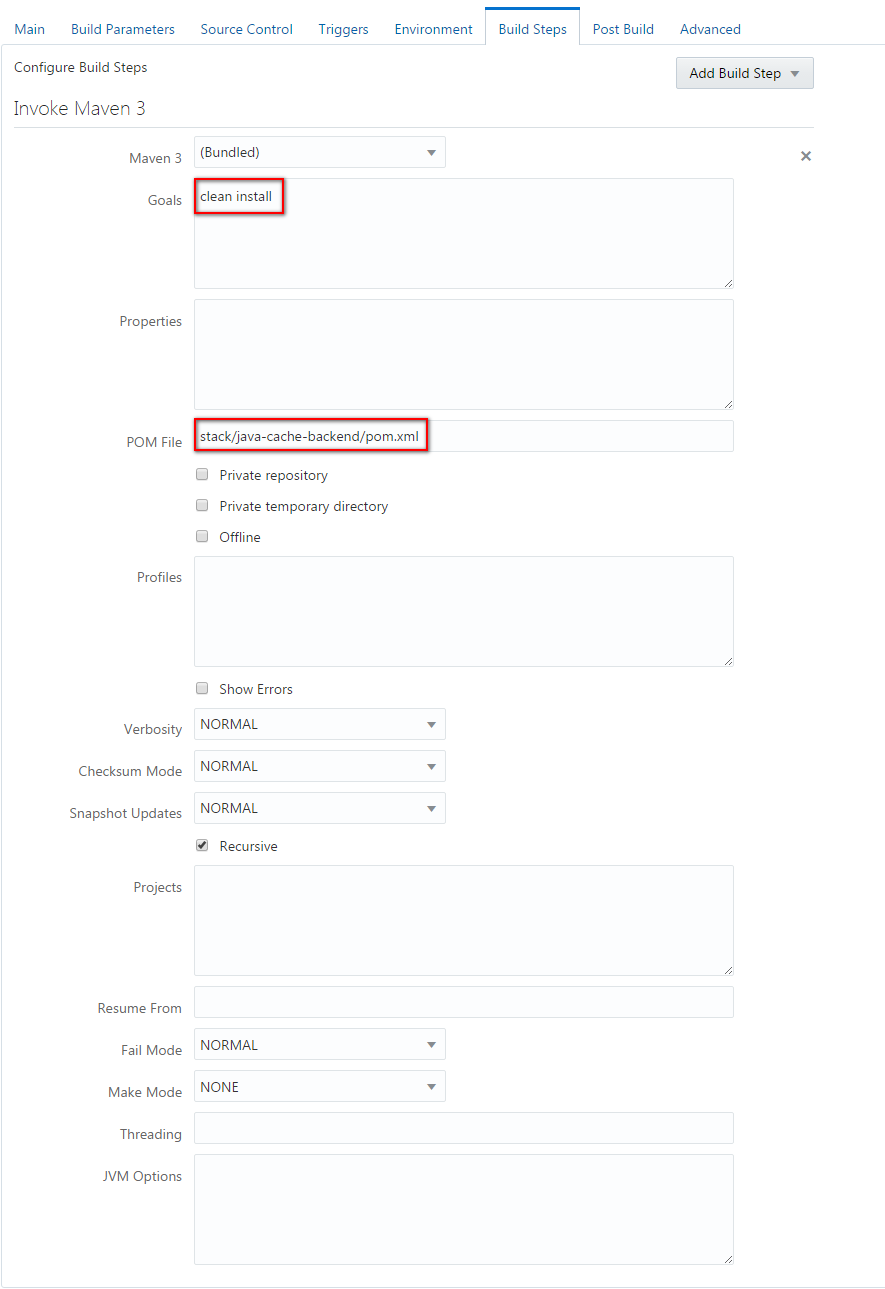 Main Build Parameters Source Control Triggers Environment Build Steps Post Build Advanced
Configure Build Steps
Add Build Step
Invoke Maven 3
Maven 3 (Bundled)
Goals clean install
Properties
POM File stack/java-cache-backend/pom.xml
Private repository
Private temporary directory
Offline
Profiles
Show Errors
Verbosity NORMAL
Checksum Mode NORMAL
Snapshot Updates NORMAL
Recursive
Projects
Resume From
Fail Mode NORMAL
Make Mode NONE
Threading
JVM Options